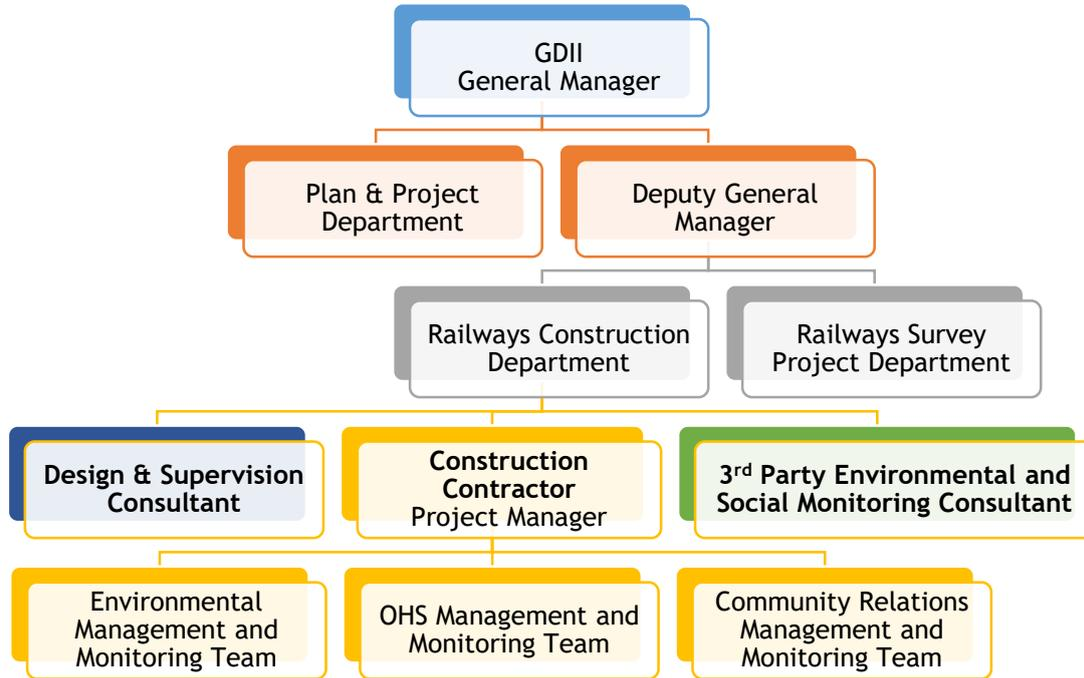 GDII
General Manager
Plan & Project
Department
Deputy General
Manager
Railways Construction
Department
Railways Survey
Project Department
Design & Supervision
Consultant
Construction
Contractor
Project Manager
3rd Party Environmental and
Social Monitoring Consultant
Environmental
Management and
Monitoring Team
OHS Management and
Monitoring Team
Community Relations
Management and
Monitoring Team